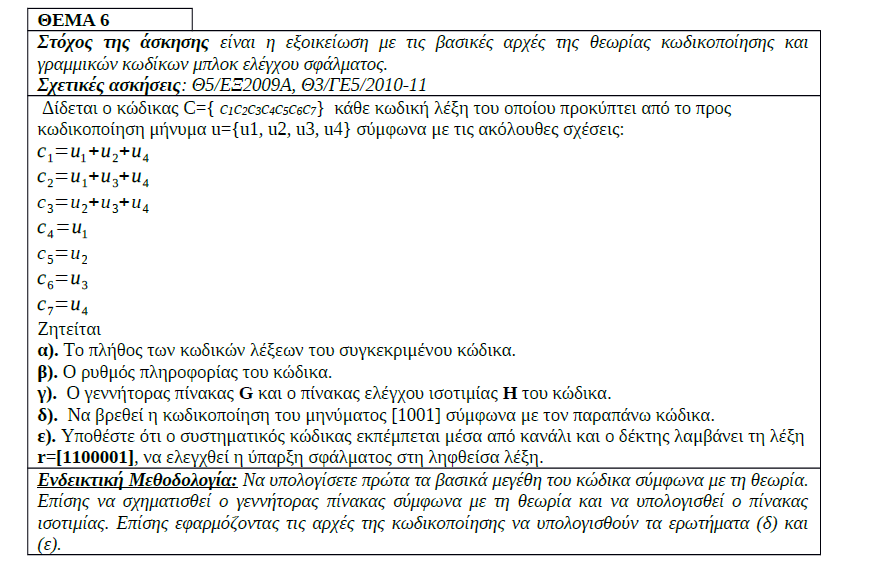 ΘΕΜΑ 6
Στόχος της άσκησης είναι η εξοικείωση με τις βασικές αρχές της θεωρίας κωδικοποίησης και
γραμμικών κωδίκων μπλοκ ελέγχου σφάλματος.
Σχετικές ασκήσεις: Θ5/ΕΞ2009Α, Θ3/ΓΕ5/2010-11
Δίδεται ο κώδικας C={ c₁c₂c₃c₄c₅c₆c₇} κάθε κωδική λέξη του οποίου προκύπτει από το προς
κωδικοποίηση μήνυμα u={u1, u2, u3, u4} σύμφωνα με τις ακόλουθες σχέσεις:
c₁=u₁+u₂+u₄
c₂=u₁+u₃+u₄
c₃=u₂+u₃+u₄
c₄=u₁
c₅=u₂
c₆=u₃
c₇=u₄
Ζητείται
α). Το πλήθος των κωδικών λέξεων του συγκεκριμένου κώδικα.
β). Ο ρυθμός πληροφορίας του κώδικα.
γ). Ο γεννήτορας πίνακας G και ο πίνακας ελέγχου ισοτιμίας H του κώδικα.
δ). Να βρεθεί η κωδικοποίηση του μηνύματος [1001] σύμφωνα με τον παραπάνω κώδικα.
ε). Υποθέστε ότι ο συστηματικός κώδικας εκπέμπεται μέσα από κανάλι και ο δέκτης λαμβάνει τη λέξη
r=[1100001], να ελεγχθεί η ύπαρξη σφάλματος στη ληφθείσα λέξη.
Ενδεικτική Μεθοδολογία: Να υπολογίσετε πρώτα τα βασικά μεγέθη του κώδικα σύμφωνα με τη θεωρία.
Επίσης να σχηματισθεί ο γεννήτορας πίνακας σύμφωνα με τη θεωρία και να υπολογισθεί ο πίνακας
ισοτιμίας. Επίσης εφαρμόζοντας τις αρχές της κωδικοποίησης να υπολογισθούν τα ερωτήματα (δ) και
(ε).